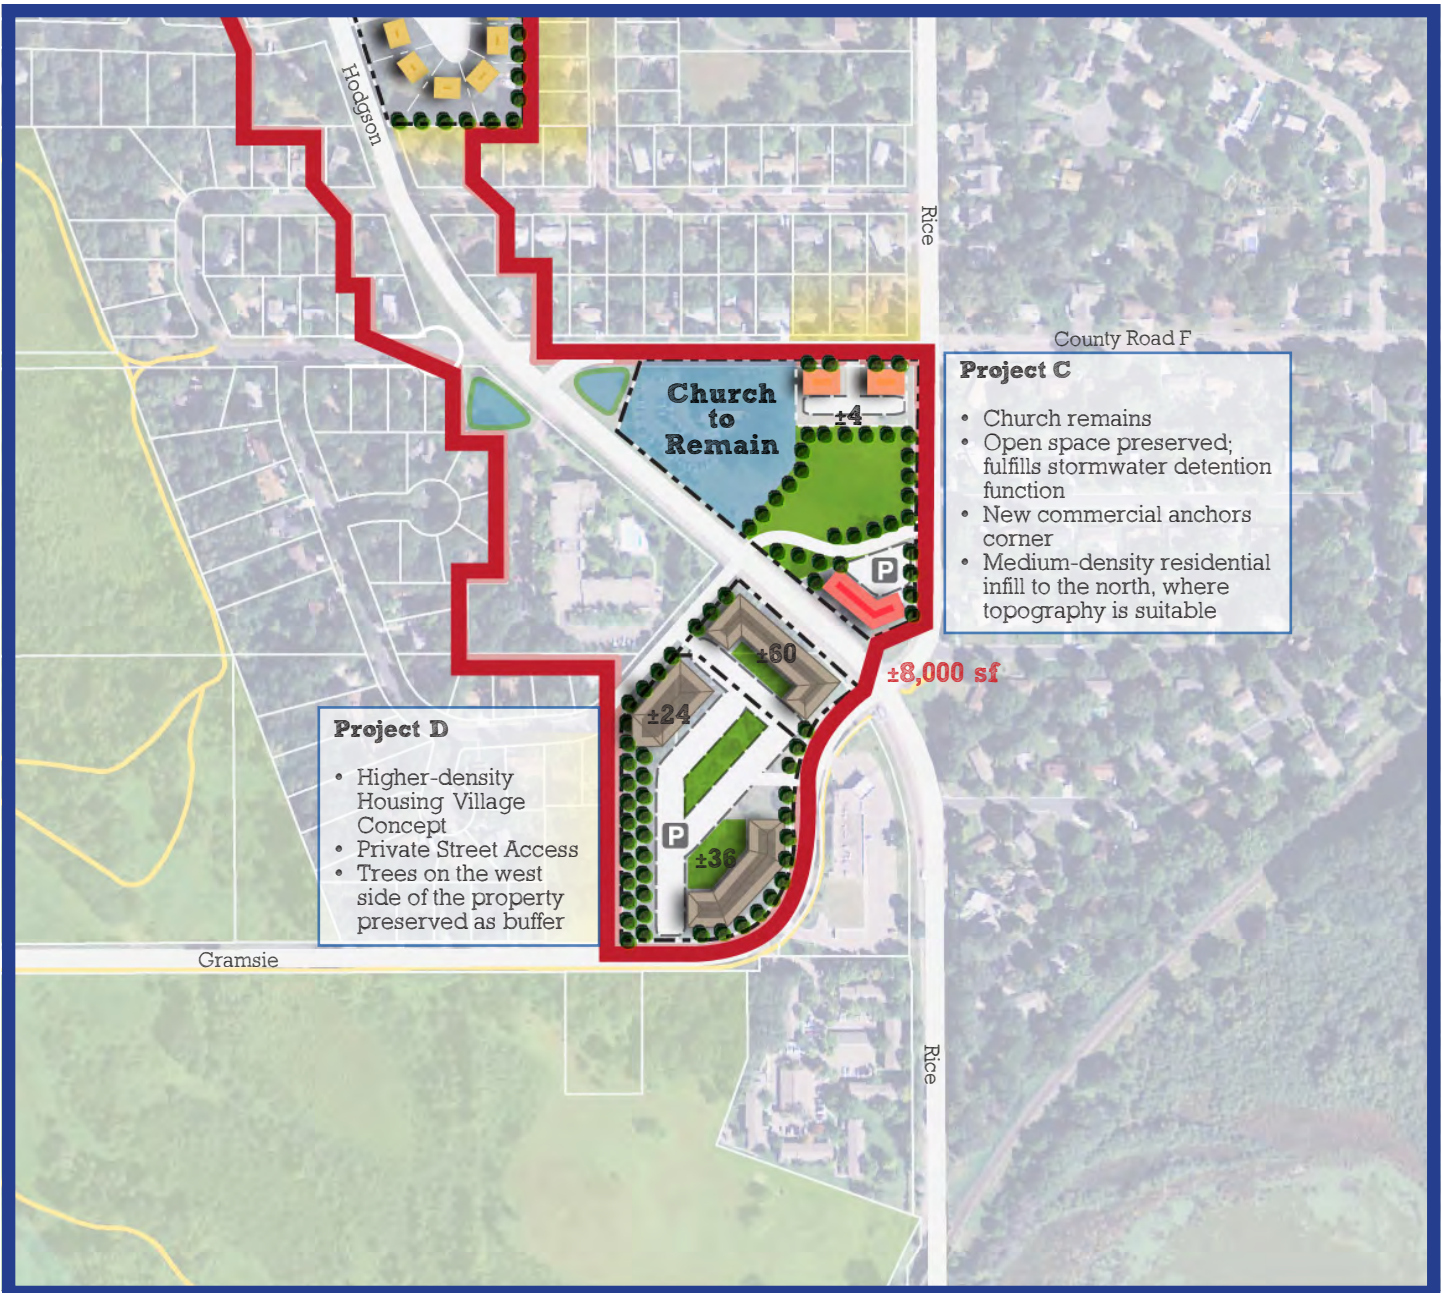 Hodgson
Rice
County Road F
Church
to
Remain
±4
Project C
• Church remains
• Open space preserved;
fulfills stormwater detention
function
• New commercial anchors
corner
• Medium-density residential
infill to the north, where
topography is suitable
P
±60
±8,000 sf
±24
Project D
• Higher-density
Housing Village
Concept
• Private Street Access
• Trees on the west
side of the property
preserved as buffer
P
±36
Gramsie
Rice